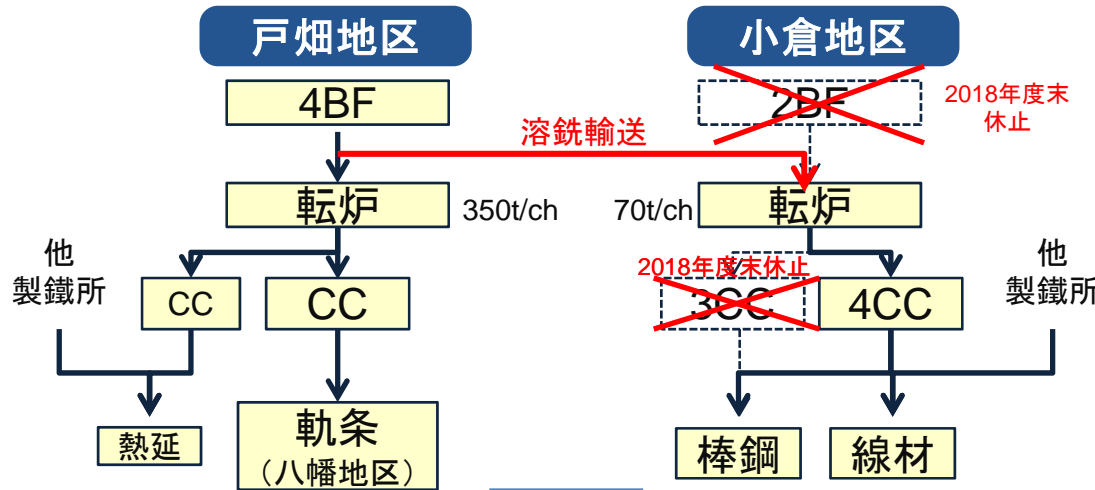 戸畑地区
小倉地区
4BF
2BF
2018年度末
休止
溶銑輸送
転炉
350t/ch
70t/ch
転炉
他
製鐵所
2018年度末休止
他
製鐵所
CC
CC
3CC
4CC
熱延
軌条
（八幡地区）
棒鋼
線材